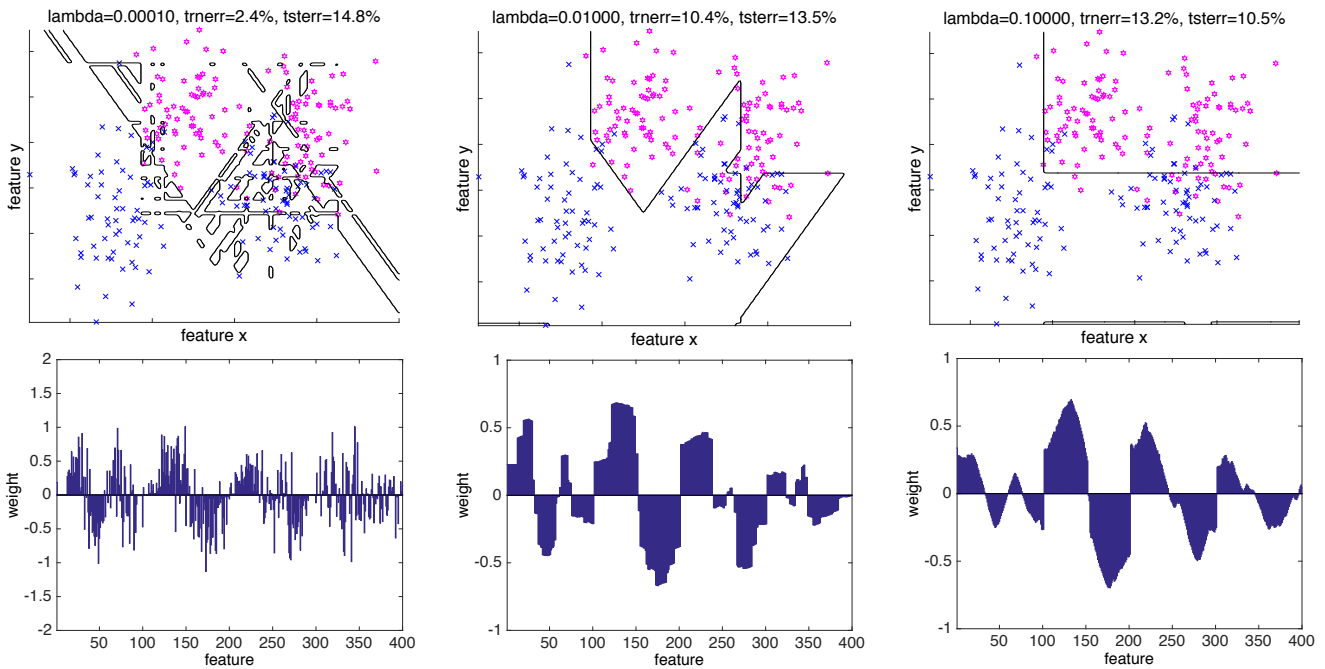 lambda=0.00010, trnerr=2.4%, tsterr=14.8%
feature y
feature x
lambda=0.01000, trnerr=10.4%, tsterr=13.5%
feature y
feature x
lambda=0.10000, trnerr=13.2%, tsterr=10.5%
feature y
feature x
2
1.5
1
0.5
0
-0.5
-1
-1.5
-2
weight
50 100 150 200 250 300 350 400
feature
1
0.5
0
-0.5
-1
weight
50 100 150 200 250 300 350 400
feature
1
0.5
0
-0.5
-1
weight
50 100 150 200 250 300 350 400
feature